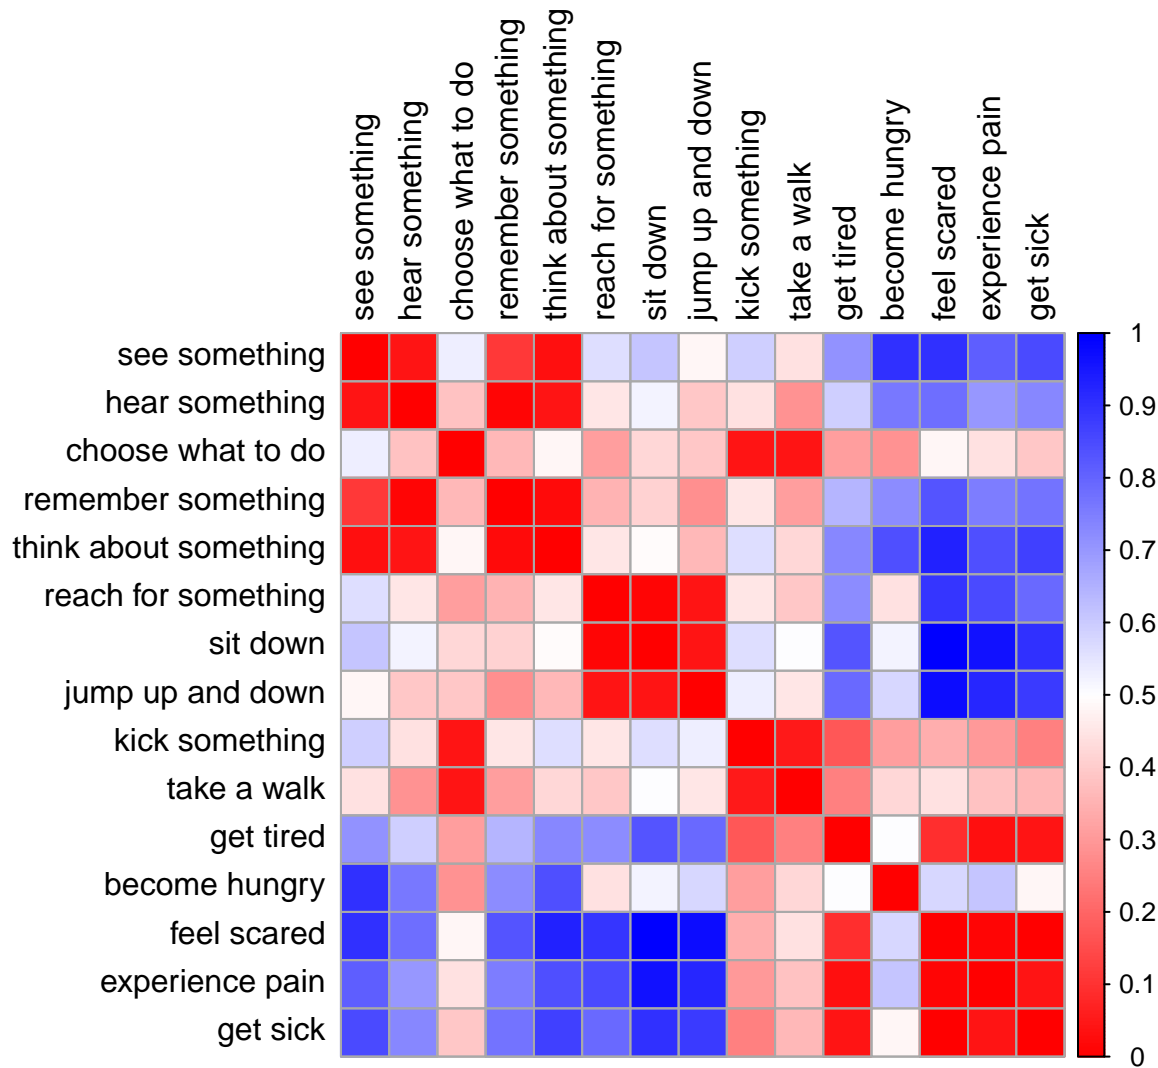 see something
hear something
choose what to do
remember something
think about something
reach for something
sit down
jump up and down
kick something
take a walk
get tired
become hungry
feel scared
experience pain
get sick
see something
hear something
choose what to do
remember something
think about something
reach for something
sit down
jump up and down
kick something
take a walk
get tired
become hungry
feel scared
experience pain
get sick
1
0.9
0.8
0.7
0.6
0.5
0.4
0.3
0.2
0.1
0